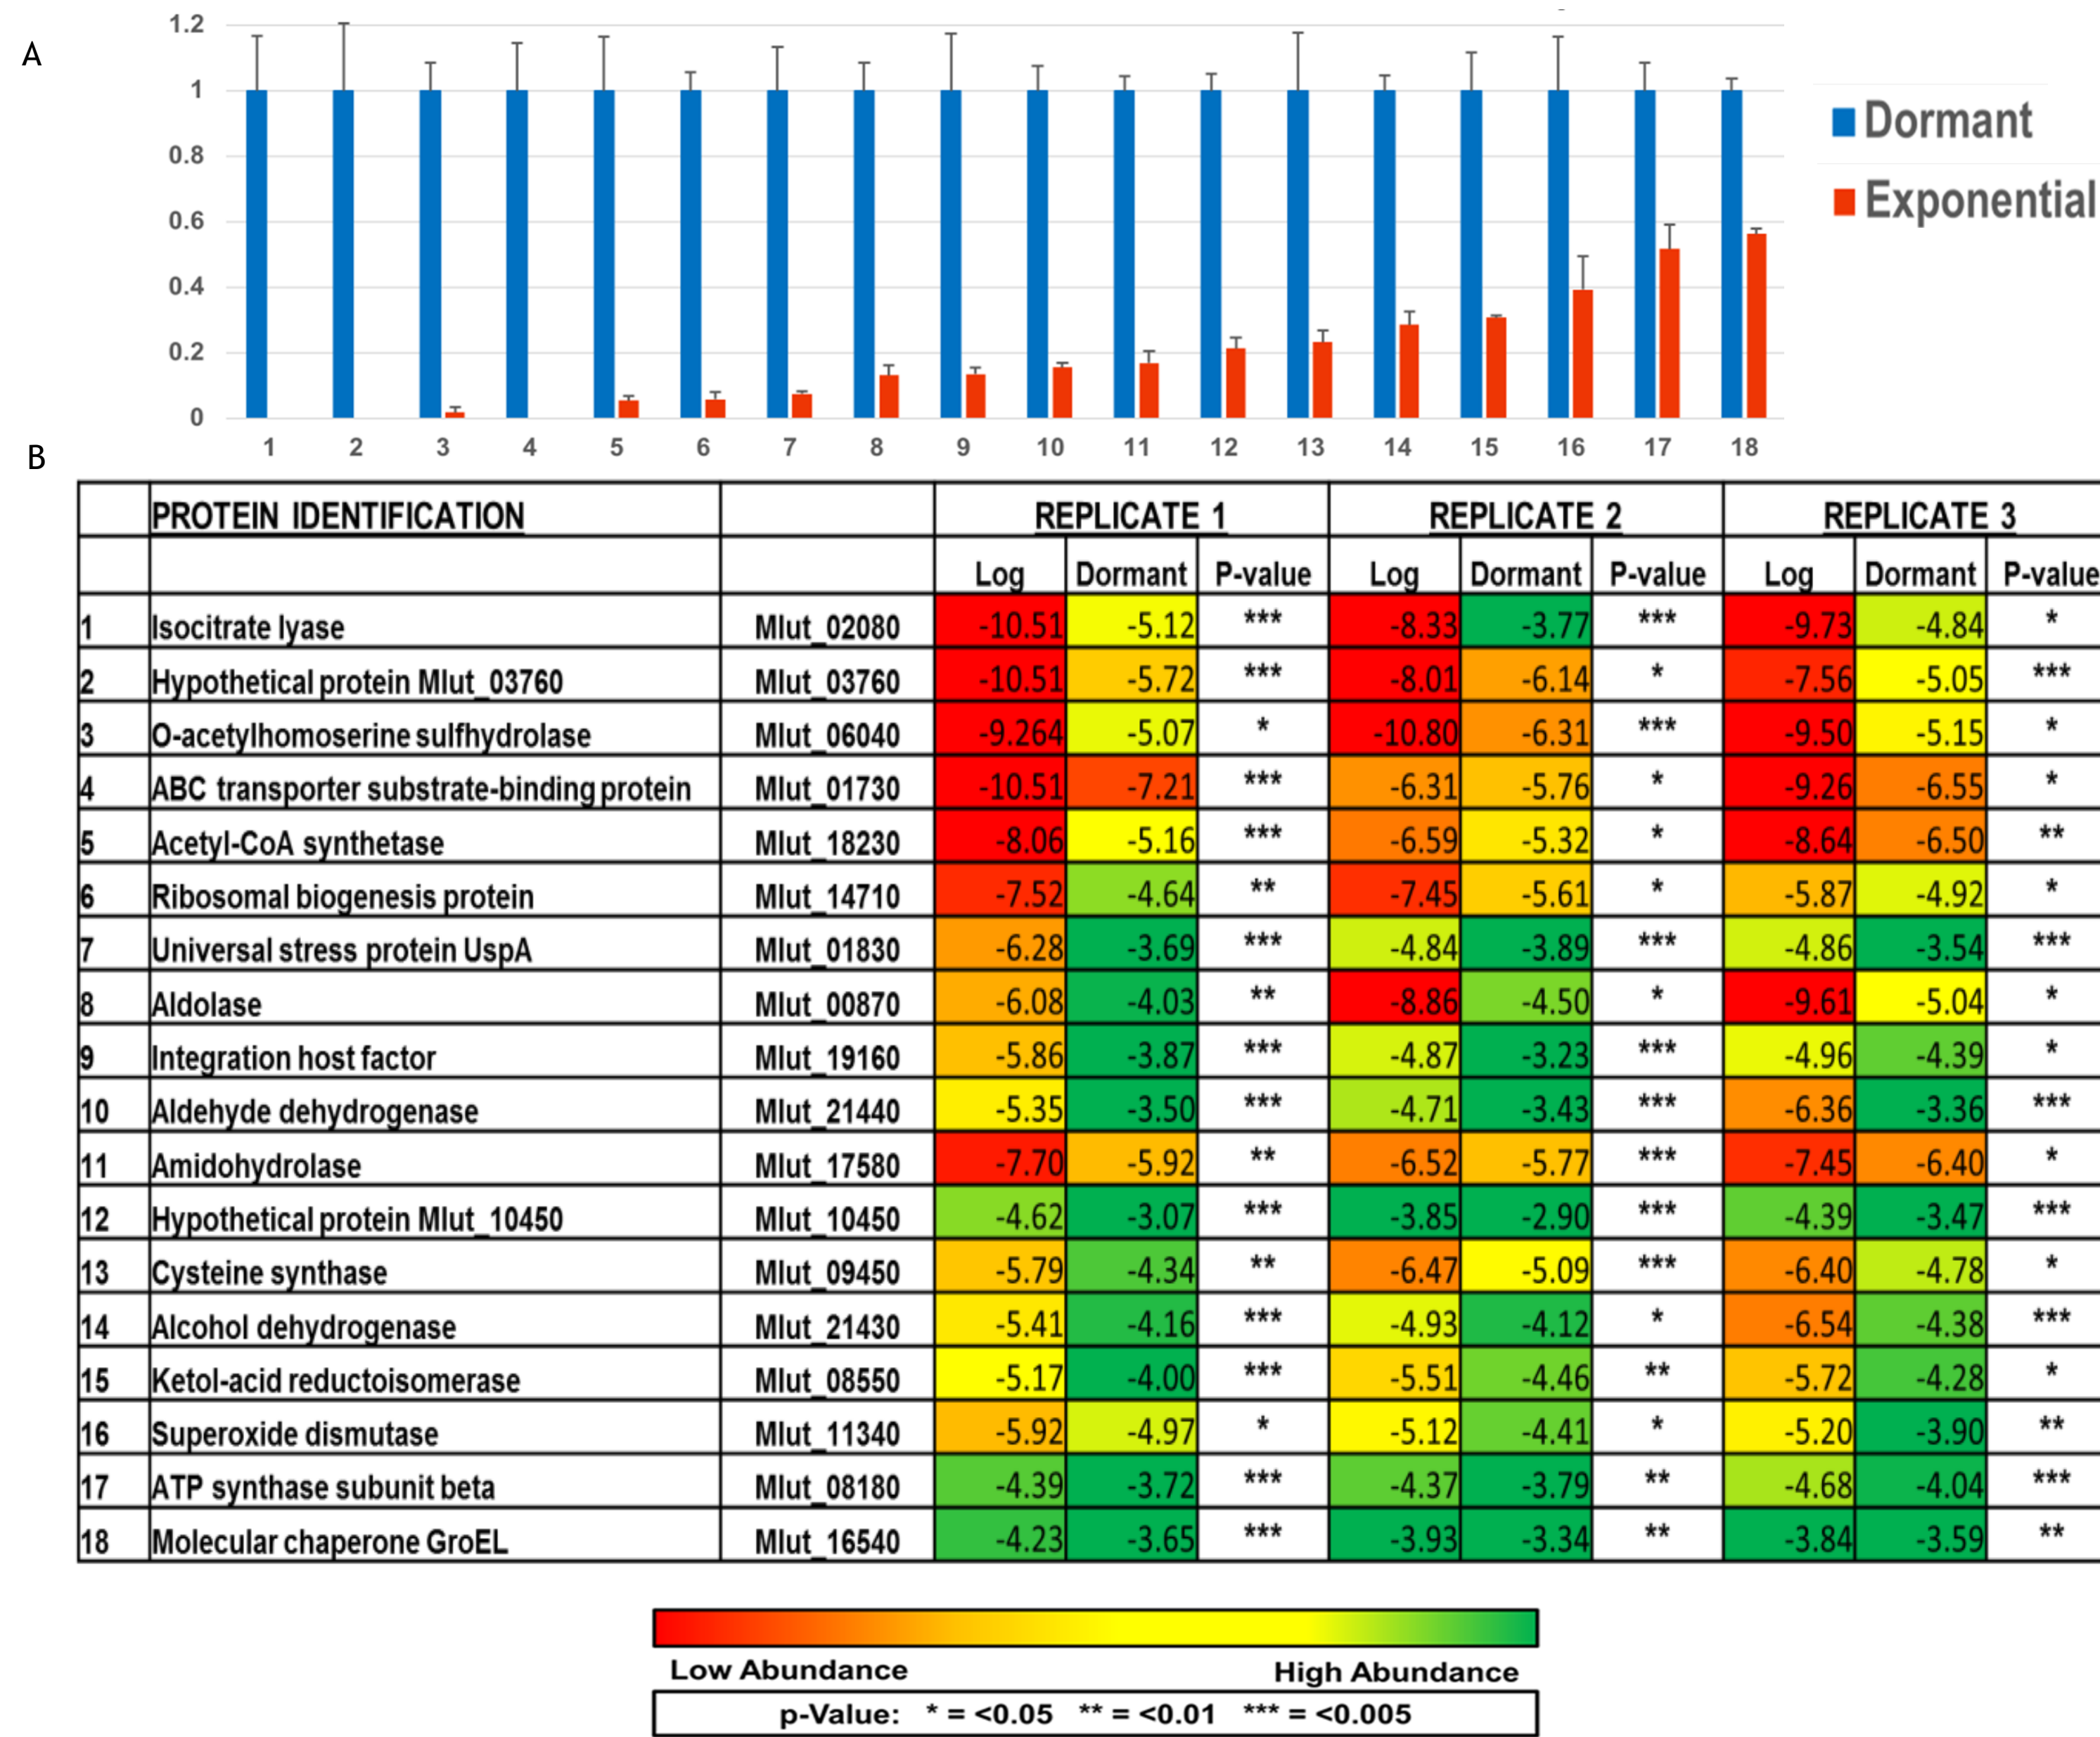 A
1.2
1
0.8
0.6
0.4
0.2
0
1 2 3 4 5 6 7 8 9 10 11 12 13 14 15 16 17 18
Dormant
Exponential
B
PROTEIN IDENTIFICATION REPLICATE 1 REPLICATE 2 REPLICATE 3
Log Dormant P-value Log Dormant P-value Log Dormant P-value
1 Isocitrate lyase Mlut_02080 -10.51 -5.12 *** -8.33 -3.77 *** -9.73 -4.84 *
2 Hypothetical protein Mlut_03760 Mlut_03760 -10.51 -5.72 *** -8.01 -6.14 * -7.56 -5.05 ***
3 O-acetylhomoserine sulfhydrolase Mlut_06040 -9.264 -5.07 * -10.80 -6.31 *** -9.50 -5.15 *
4 ABC transporter substrate-binding protein Mlut_01730 -10.51 -7.21 *** -6.31 -5.76 * -9.26 -6.55 *
5 Acetyl-CoA synthetase Mlut_18230 -8.06 -5.16 *** -6.59 -5.32 * -8.64 -6.50 **
6 Ribosomal biogenesis protein Mlut_14710 -7.52 -4.64 ** -7.45 -5.61 * -5.87 -4.92 *
7 Universal stress protein UspA Mlut_01830 -6.28 -3.69 *** -4.84 -3.89 *** -4.86 -3.54 ***
8 Aldolase Mlut_00870 -6.08 -4.03 ** -8.86 -4.50 * -9.61 -5.04 *
9 Integration host factor Mlut_19160 -5.86 -3.87 *** -4.87 -3.23 *** -4.96 -4.39 *
10 Aldehyde dehydrogenase Mlut_21440 -5.35 -3.50 *** -4.71 -3.43 *** -6.36 -3.36 ***
11 Amidohydrolase Mlut_17580 -7.70 -5.92 ** -6.52 -5.77 *** -7.45 -6.40 *
12 Hypothetical protein Mlut_10450 Mlut_10450 -4.62 -3.07 *** -3.85 -2.90 *** -4.39 -3.47 ***
13 Cysteine synthase Mlut_09450 -5.79 -4.34 ** -6.47 -5.09 *** -6.40 -4.78 *
14 Alcohol dehydrogenase Mlut_21430 -5.41 -4.16 *** -4.93 -4.12 * -6.54 -4.38 ***
15 Ketol-acid reductoisomerase Mlut_08550 -5.17 -4.00 *** -5.51 -4.46 ** -5.72 -4.28 *
16 Superoxide dismutase Mlut_11340 -5.92 -4.97 * -5.12 -4.41 * -5.20 -3.90 **
17 ATP synthase subunit beta Mlut_08180 -4.39 -3.72 *** -4.37 -3.79 ** -4.68 -4.04 ***
18 Molecular chaperone GroEL Mlut_16540 -4.23 -3.65 *** -3.93 -3.34 ** -3.84 -3.59 **
Low Abundance High Abundance
p-Value: * = <0.05 ** = <0.01 *** = <0.005